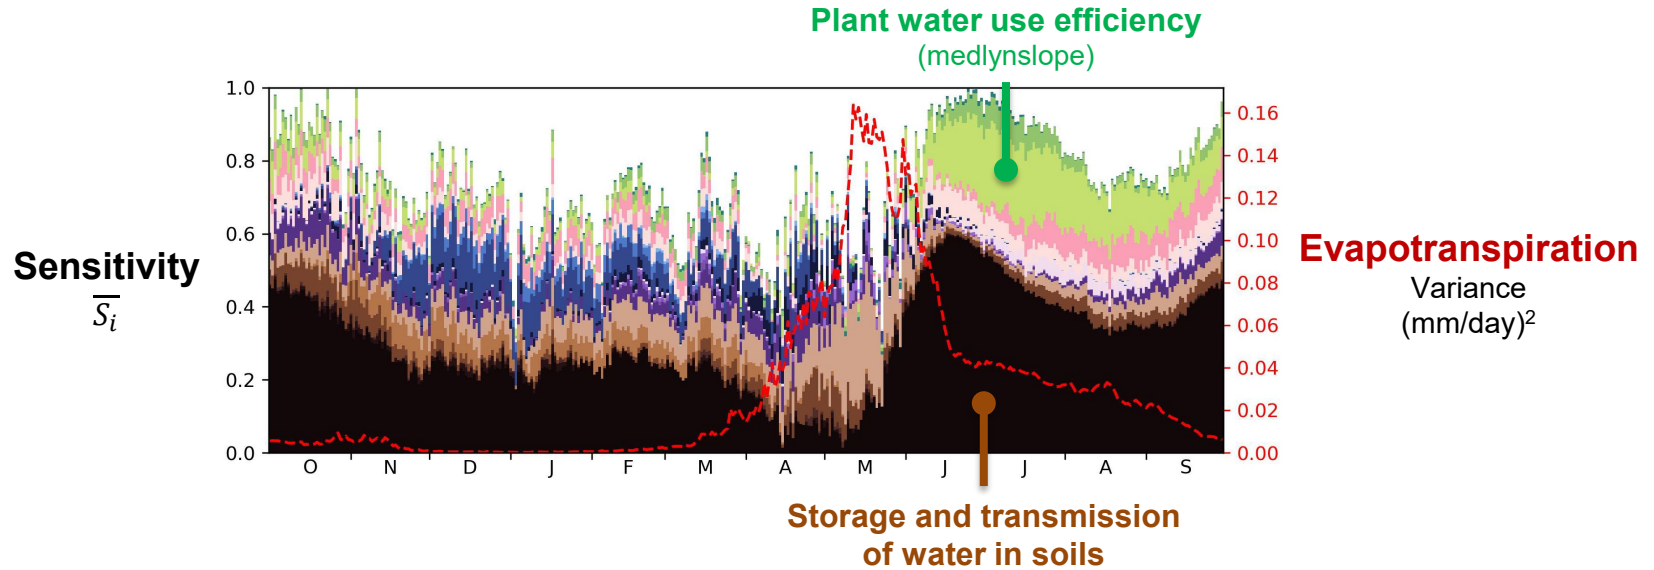 Plant water use efficiency
(medlynslope)
Sensitivity
S̅ᵢ
1.0
0.8
0.6
0.4
0.2
0.0
O N D J F M A M J J A S
0.16
0.14
0.12
0.10
0.08
0.06
0.04
0.02
0.00
Evapotranspiration
Variance
(mm/day)²
Storage and transmission
of water in soils